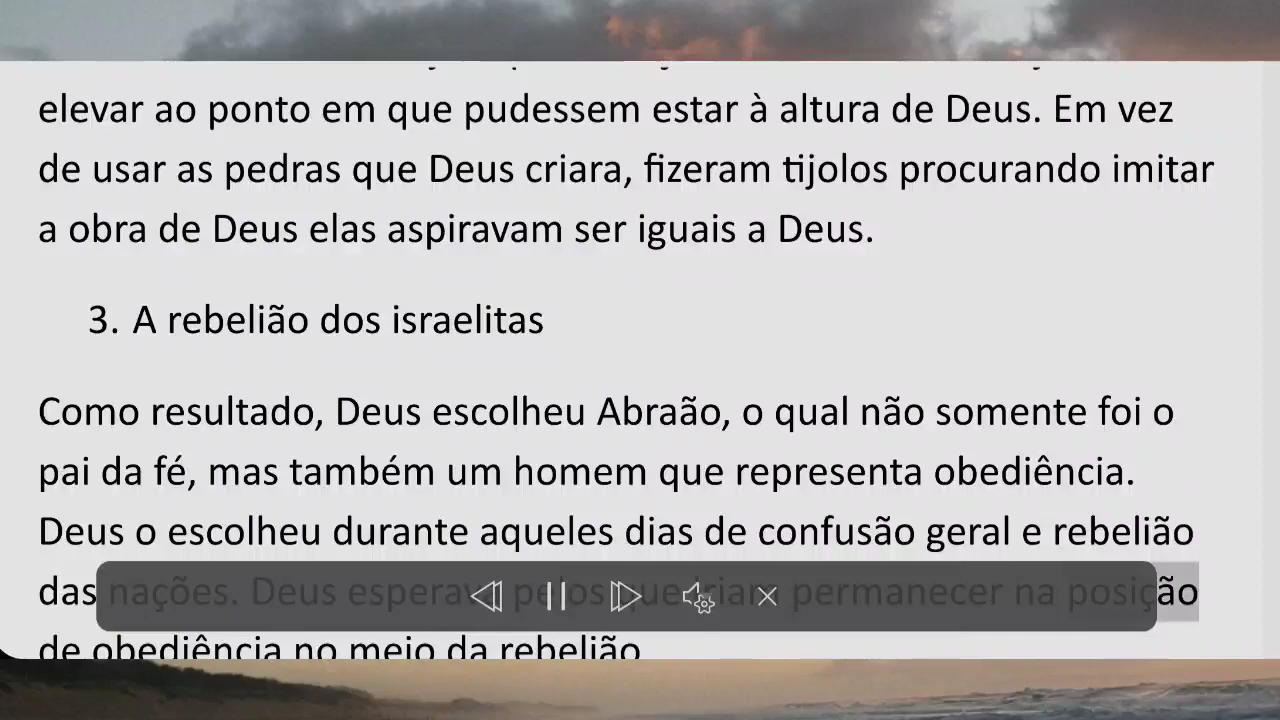 elevar ao ponto em que pudessem estar à altura de Deus. Em vez
de usar as pedras que Deus criara, fizeram tijolos procurando imitar
a obra de Deus elas aspiravam ser iguais a Deus.
3. A rebelião dos israelitas
Como resultado, Deus escolheu Abraão, o qual não somente foi o
pai da fé, mas também um homem que representa obediência.
Deus o escolheu durante aqueles dias de confusão geral e rebelião
das nações. Deus esperava pelos que iriam permanecer na posição
de obediência no meio da rebelião